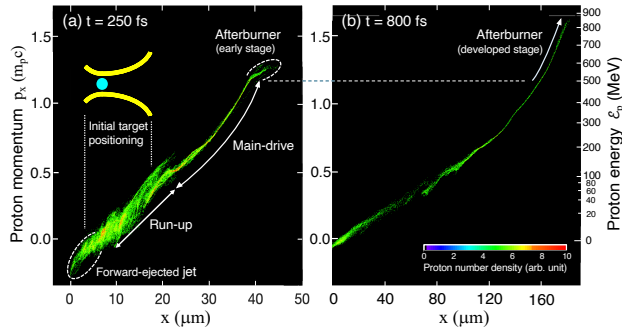 (a) t = 250 fs
Afterburner
(early stage)
Initial target
positioning
Main-drive
Run-up
Forward-ejected jet
Proton momentum p_x (m_p c)
1.5
1.0
0.5
0.0
0
10
20
30
40
50
x (μm)
(b) t = 800 fs
Afterburner
(developed stage)
0
2
4
6
8
10
Proton number density (arb. unit)
0
40
80
120
160
x (μm)
900
800
700
600
500
400
300
200
100
80
60
40
20
0
Proton energy ℰ_p (MeV)